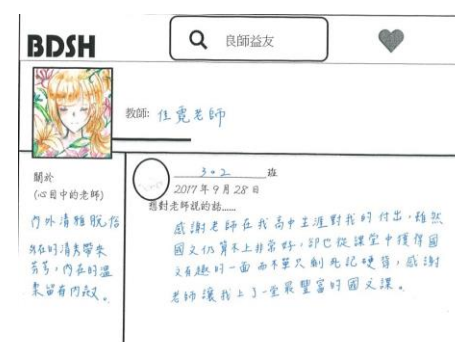 BDSH
良師益友
教師: 佳霓老師
關於
(心目中的老師)
內外清雅脫俗
外在的清秀帶來
芬芳,內在的溫
柔留有內斂。
302 班
2017年9月28日
想對老師說的話......
感謝老師在我高中生涯對我的付出,雖然
國文仍算不上非常好,卻也從課堂中獲得國
文有趣的一面而不單只剩死記硬背,感謝
老師讓我上了一堂最豐富的國文課。